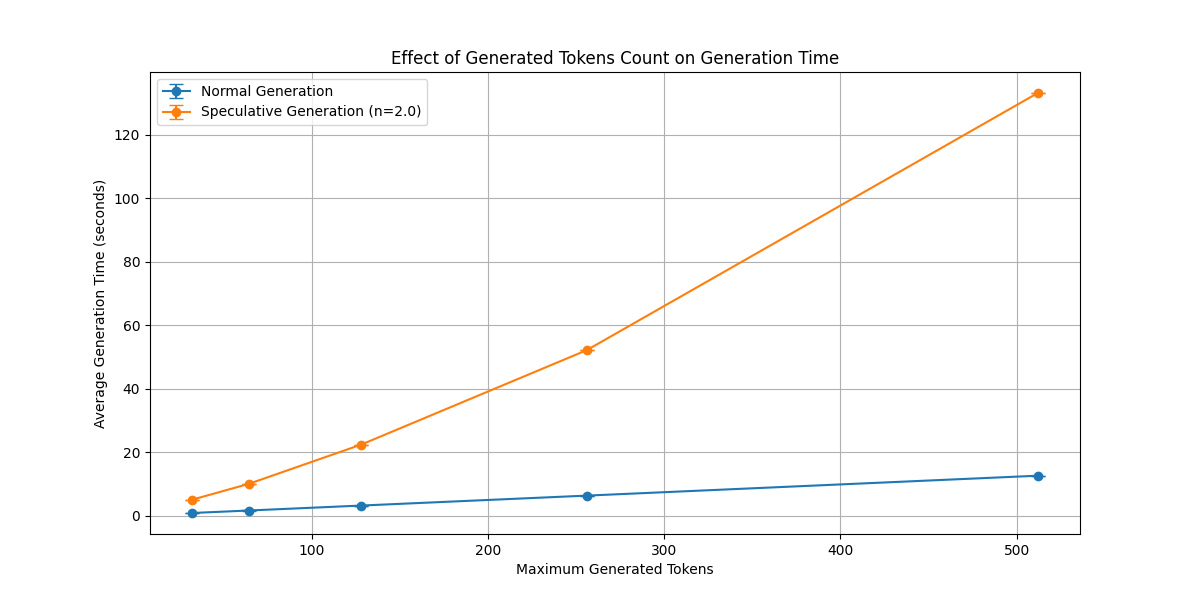 Effect of Generated Tokens Count on Generation Time
Normal Generation
Speculative Generation (n=2.0)
Average Generation Time (seconds)
120
100
80
60
40
20
0
100
200
300
400
500
Maximum Generated Tokens